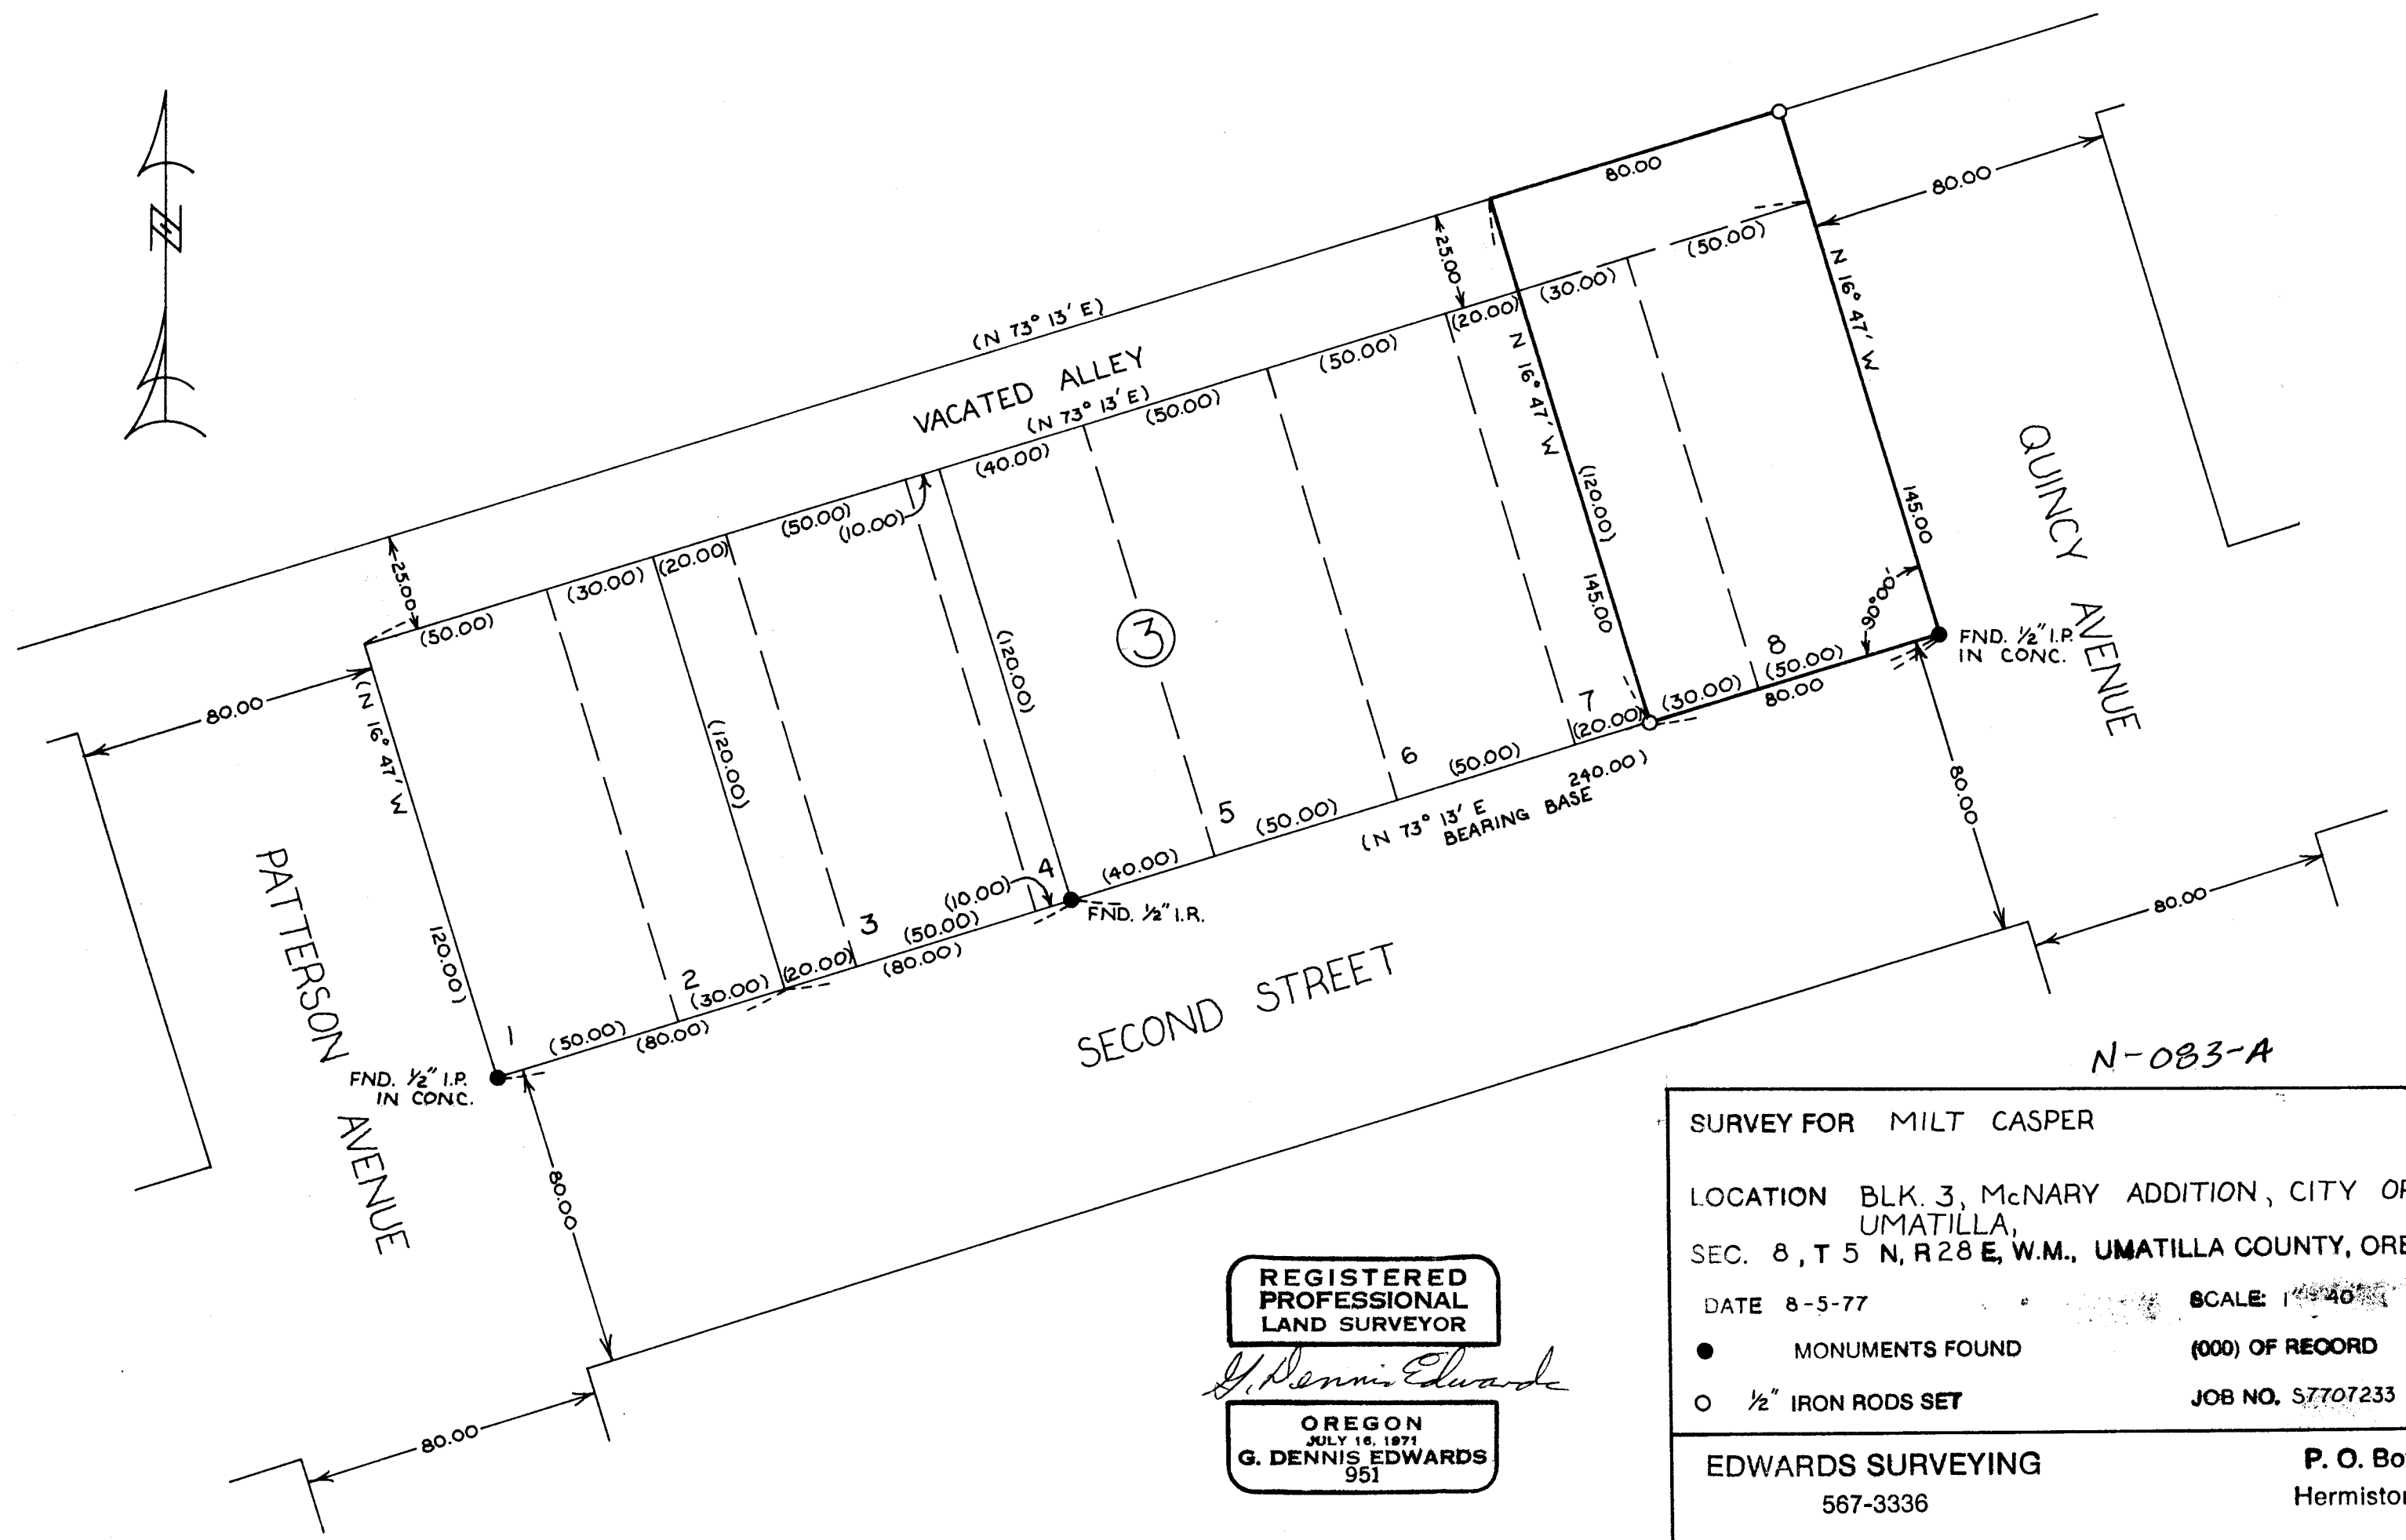 N
80.00
80.00
(50.00)
N 16° 47' W
(N 73° 13' E)
25.00
(20.00)
(30.00)
VACATED ALLEY
(N 73° 13' E)
(50.00)
(50.00)
N 16° 47' W
(40.00)
(120.00)
145.00
145.00
90°00'
QUINCY AVENUE
25.00
(50.00)
(30.00)
(20.00)
(50.00)
(10.00)
(120.00)
(120.00)
3
FND. 1/2" I.P.
IN CONC.
80.00
(N 16° 47' W
120.00)
PATTERSON AVENUE
FND. 1/2" I.P.
IN CONC.
1
(50.00)
(80.00)
2
(30.00)
(20.00)
3
(50.00)
(80.00)
(10.00)
4
FND. 1/2" I.R.
(40.00)
5
(50.00)
6
(50.00)
7
(20.00)
(30.00)
8
(50.00)
80.00
(N 73° 13' E 240.00)
BEARING BASE
80.00
80.00
SECOND STREET
80.00
80.00
N-083-A
SURVEY FOR MILT CASPER
LOCATION BLK. 3, McNARY ADDITION, CITY OF
UMATILLA,
SEC. 8, T 5 N, R 28 E, W.M., UMATILLA COUNTY, ORE
DATE 8-5-77 SCALE: 1" = 40'
● MONUMENTS FOUND (000) OF RECORD
○ 1/2" IRON RODS SET JOB NO. S7707233
EDWARDS SURVEYING P. O. Bo
567-3336 Hermiston
REGISTERED
PROFESSIONAL
LAND SURVEYOR
G. Dennis Edwards
OREGON
JULY 16, 1971
G. DENNIS EDWARDS
951